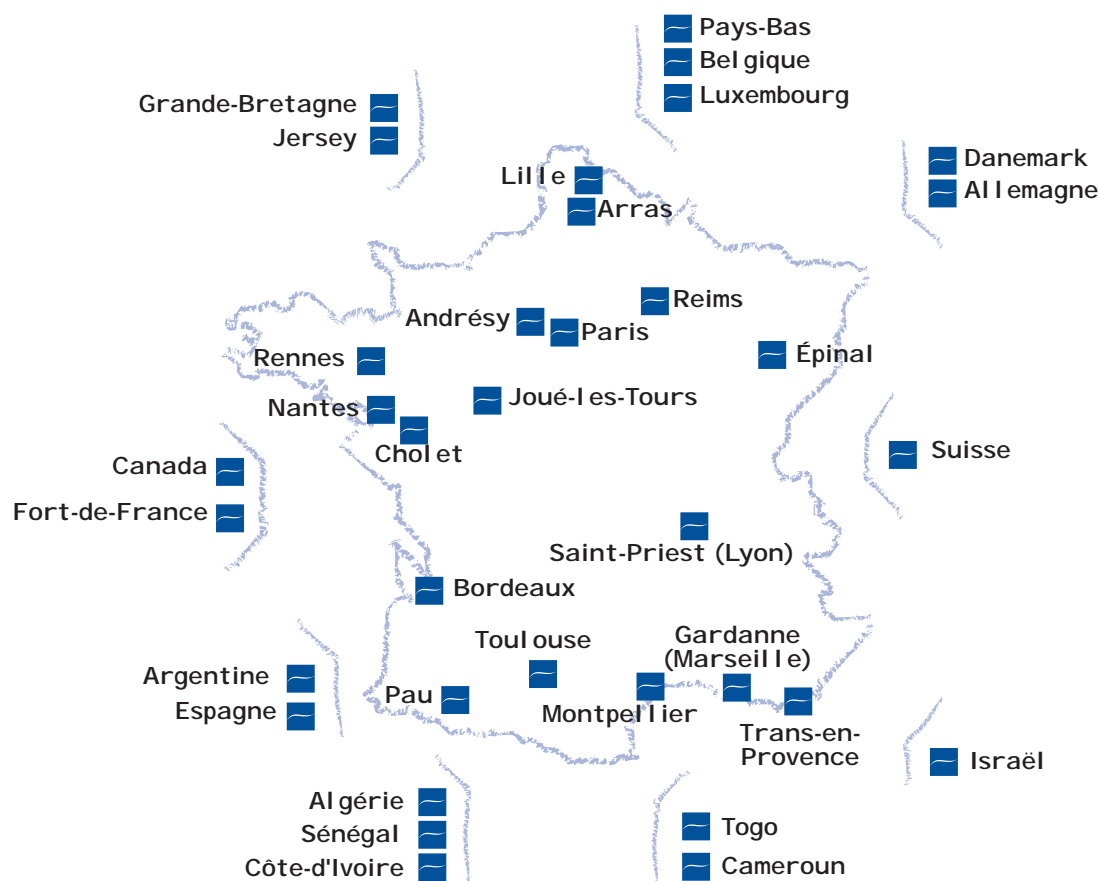 Pays-Bas
Belgique
Luxembourg
Grande-Bretagne
Jersey
Danemark
Allemagne
Lille
Arras
Reims
Andrésy
Paris
Épinal
Rennes
Joué-les-Tours
Nantes
Cholet
Suisse
Canada
Fort-de-France
Saint-Priest (Lyon)
Bordeaux
Toulouse
Gardanne
(Marseille)
Argentine
Espagne
Pau
Montpellier
Trans-en-
Provence
Israël
Algérie
Sénégal
Côte-d'Ivoire
Togo
Cameroun